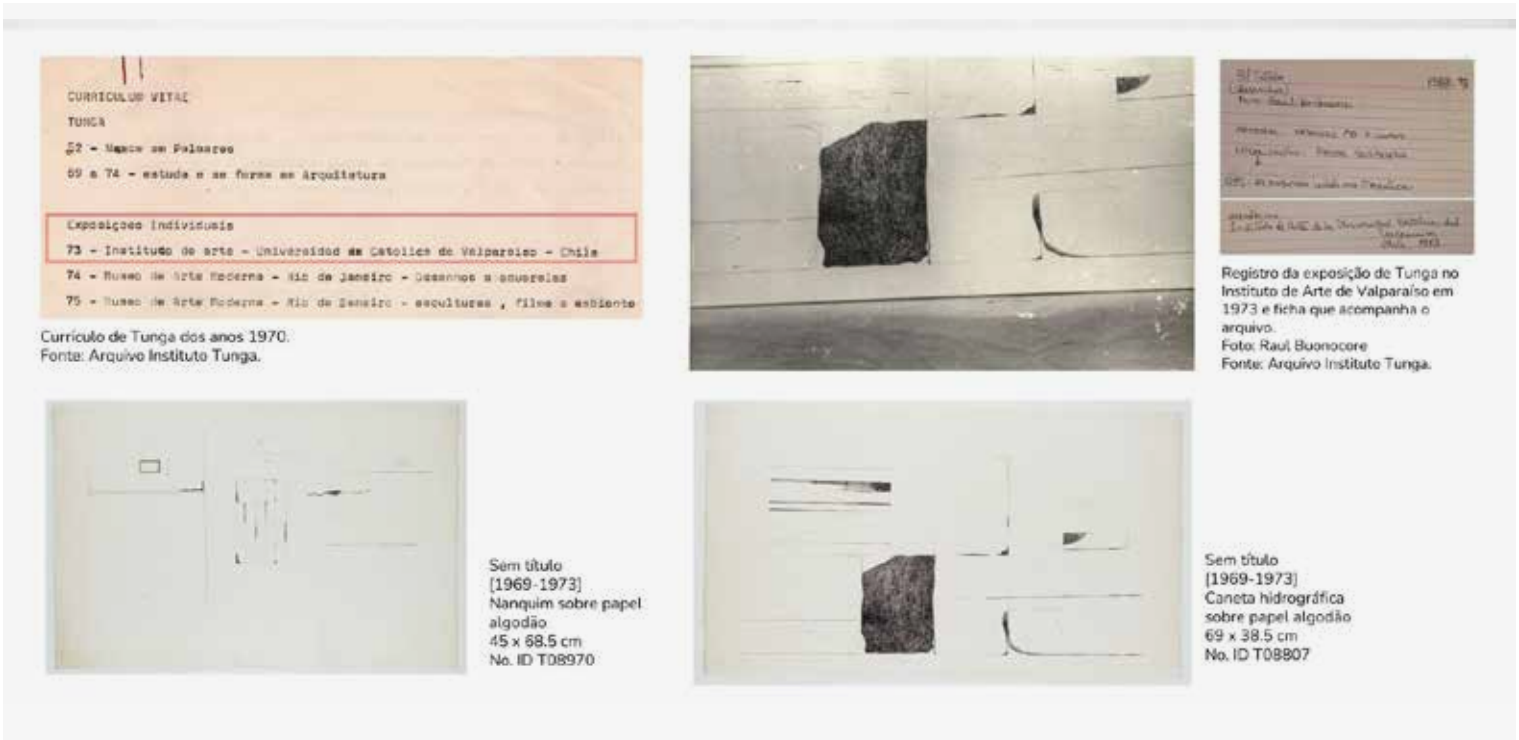 CURRICULUM VITAE
TUNGA
52 - Nasce em Palmares
69 a 74 - estuda e se forma em Arquitetura
Exposições Individuais
73 - Instituto de arte - Universidad Catolica de Valparaiso - Chile
74 - Museu de Arte Moderna - Rio de Janeiro - Desenhos e aquarelas
75 - Museu de Arte Moderna - Rio de Janeiro - esculturas, filme e ambiente
Currículo de Tunga dos anos 1970.
Fonte: Arquivo Instituto Tunga.
Registro da exposição de Tunga no
Instituto de Arte de Valparaíso em
1973 e ficha que acompanha o
arquivo.
Foto: Raul Buonocore
Fonte: Arquivo Instituto Tunga.
Sem título
[1969-1973]
Nanquim sobre papel
algodão
45 x 68.5 cm
No. ID T08970
Sem título
[1969-1973]
Caneta hidrográfica
sobre papel algodão
69 x 38.5 cm
No. ID T08807